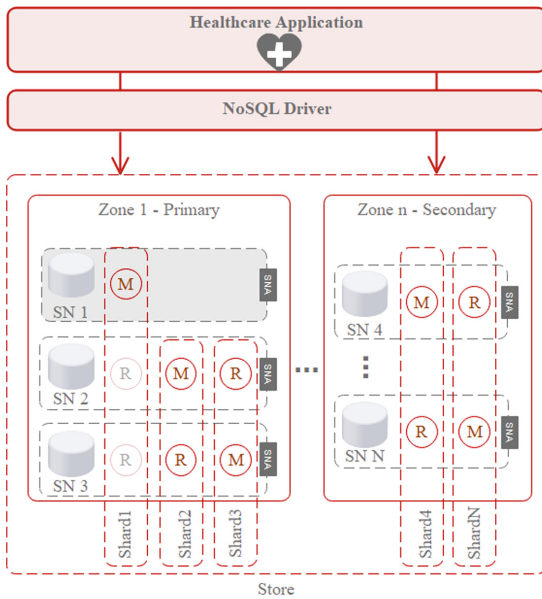 Healthcare Application
NoSQL Driver
Zone 1 - Primary
Zone n - Secondary
M
SNA
SN 1
M
R
SNA
SN 4
R
M
R
SNA
SN 2
R
R
M
SNA
SN 3
R
M
SNA
SN N
Shard1
Shard2
Shard3
Shard4
ShardN
Store